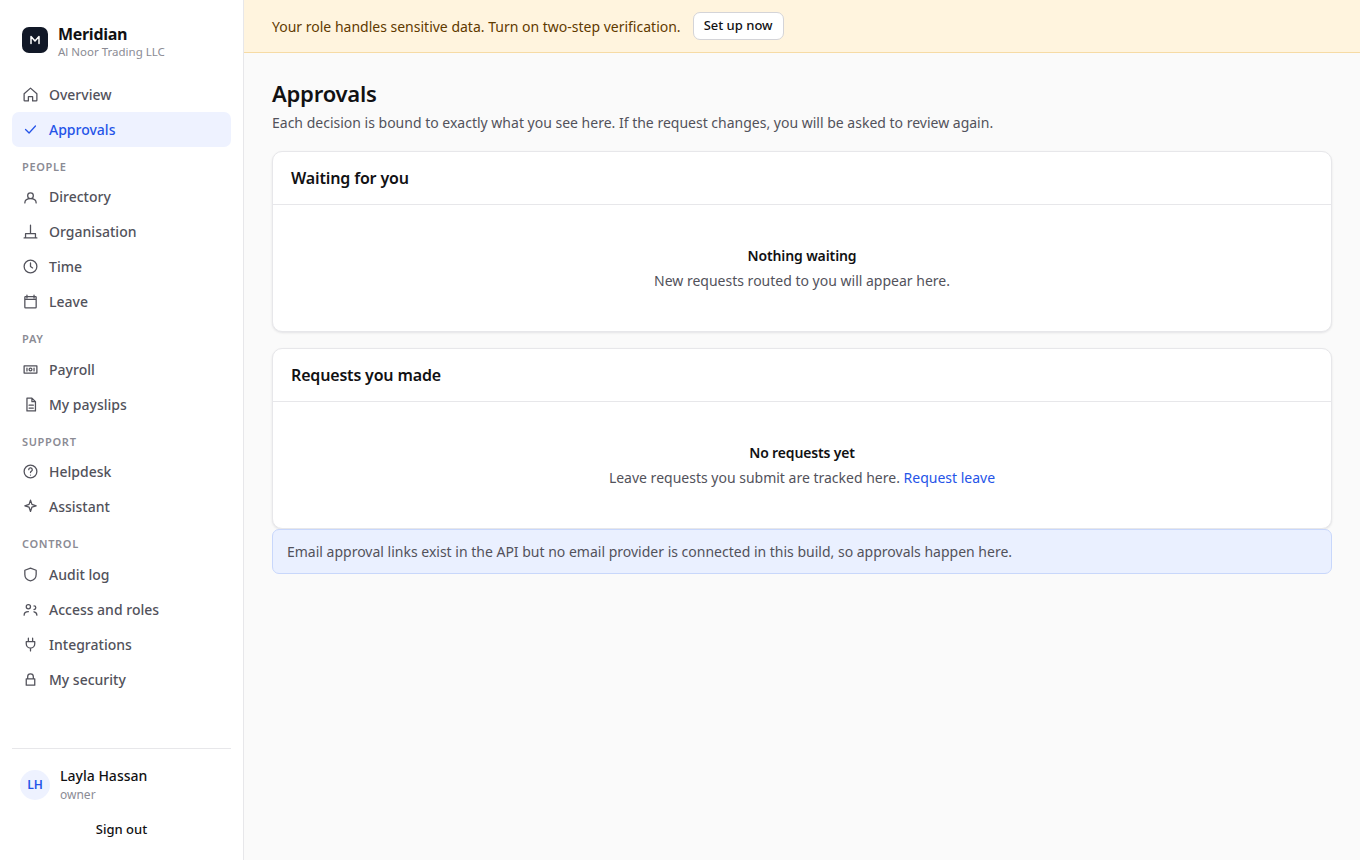 Meridian
Al Noor Trading LLC
Overview
Approvals
PEOPLE
Directory
Organisation
Time
Leave
PAY
Payroll
My payslips
SUPPORT
Helpdesk
Assistant
CONTROL
Audit log
Access and roles
Integrations
My security
LH
Layla Hassan
owner
Sign out
Your role handles sensitive data. Turn on two-step verification.
Set up now
Approvals
Each decision is bound to exactly what you see here. If the request changes, you will be asked to review again.
Waiting for you
Nothing waiting
New requests routed to you will appear here.
Requests you made
No requests yet
Leave requests you submit are tracked here. Request leave
Email approval links exist in the API but no email provider is connected in this build, so approvals happen here.